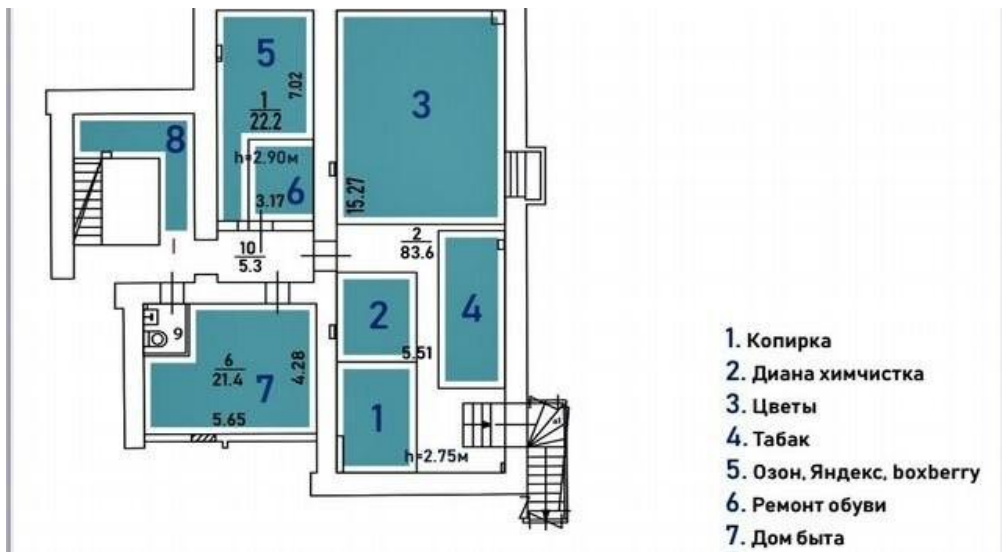 5
1
22.2
7.02
h=2.90м
6
3.17
3
15.27
8
10
5.3
2
83.6
2
5.51
4
9
6
21.4
4.28
7
5.65
1
h=2.75м
1. Копирка
2. Диана химчистка
3. Цветы
4. Табак
5. Озон, Яндекс, boxberry
6. Ремонт обуви
7. Дом быта